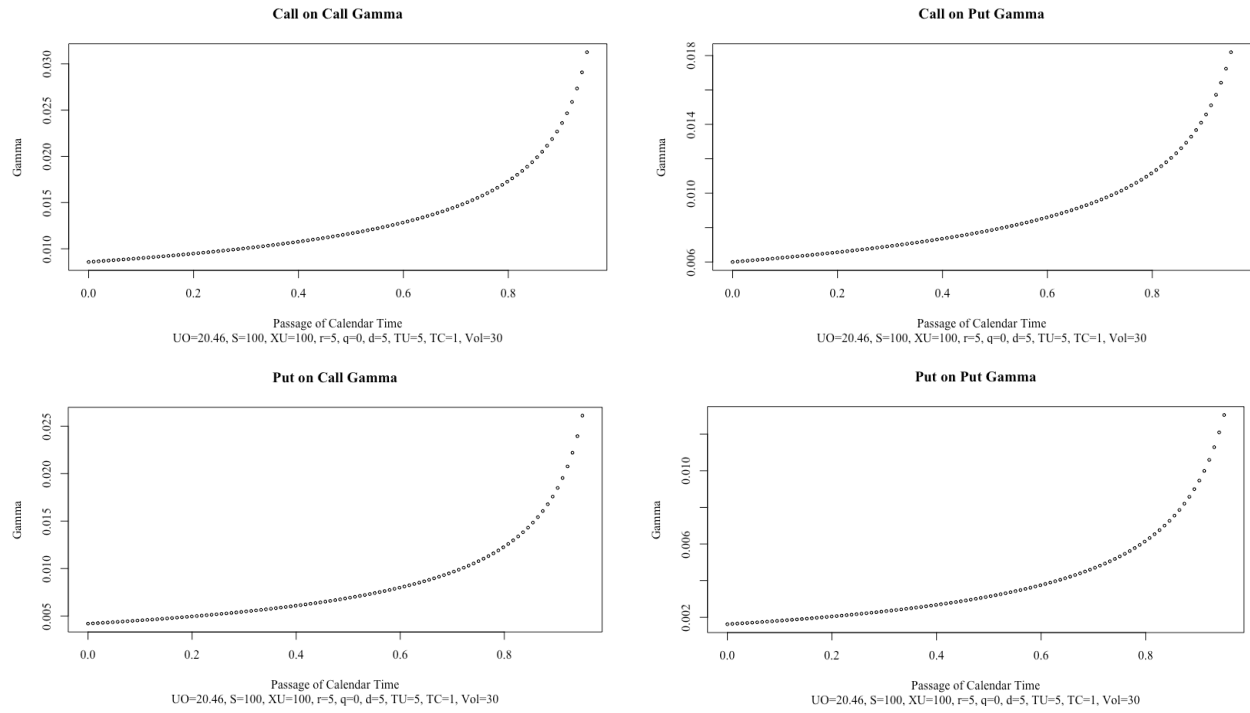 Call on Call Gamma
Gamma
0.030
0.025
0.020
0.015
0.010
0.0 0.2 0.4 0.6 0.8
Passage of Calendar Time
UO=20.46, S=100, XU=100, r=5, q=0, d=5, TU=5, TC=1, Vol=30
Call on Put Gamma
Gamma
0.018
0.014
0.010
0.006
0.0 0.2 0.4 0.6 0.8
Passage of Calendar Time
UO=20.46, S=100, XU=100, r=5, q=0, d=5, TU=5, TC=1, Vol=30
Put on Call Gamma
Gamma
0.025
0.020
0.015
0.010
0.005
0.0 0.2 0.4 0.6 0.8
Passage of Calendar Time
UO=20.46, S=100, XU=100, r=5, q=0, d=5, TU=5, TC=1, Vol=30
Put on Put Gamma
Gamma
0.010
0.006
0.002
0.0 0.2 0.4 0.6 0.8
Passage of Calendar Time
UO=20.46, S=100, XU=100, r=5, q=0, d=5, TU=5, TC=1, Vol=30